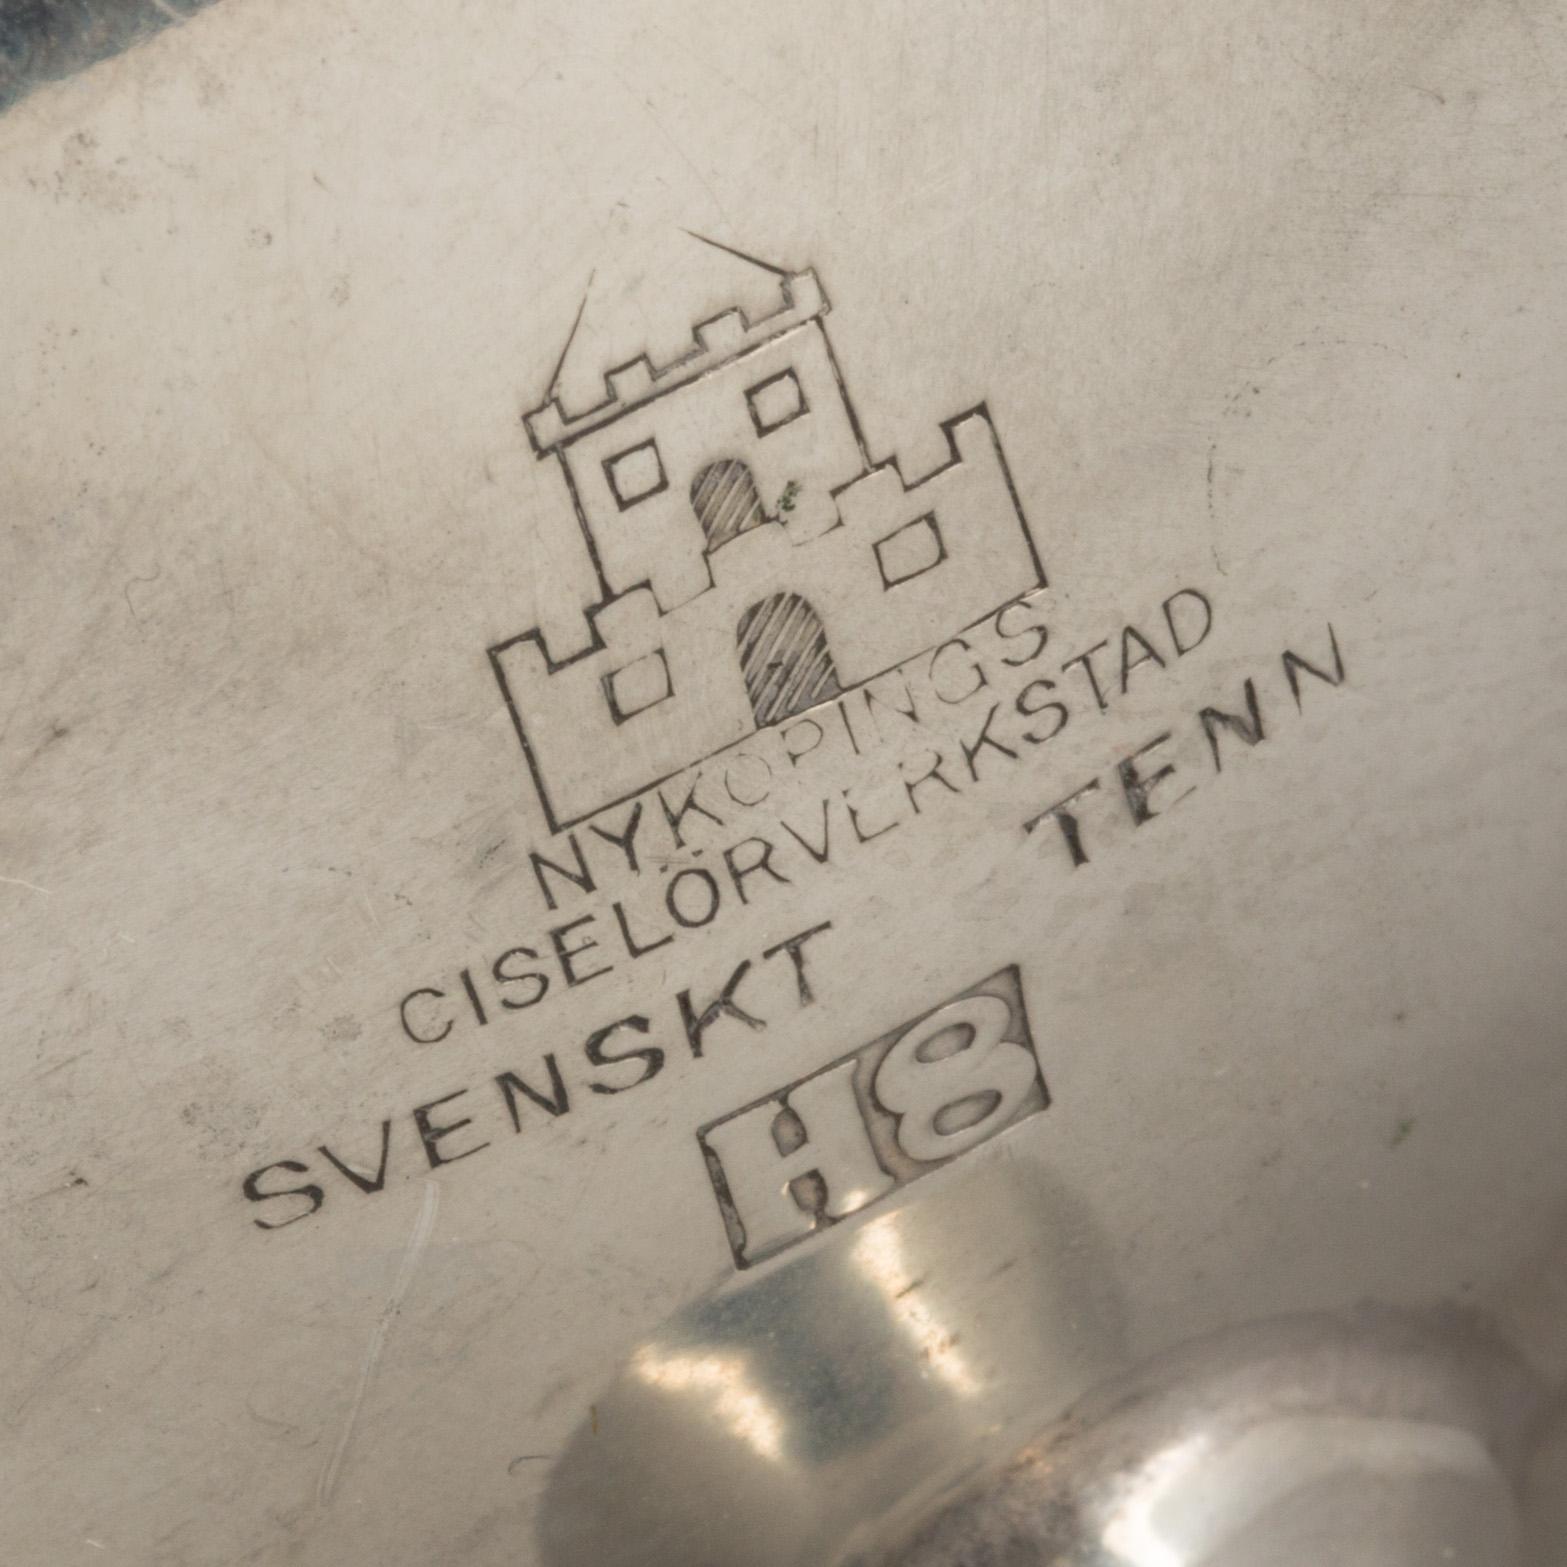 NYKÖPINGS
CISELÖRVERKSTAD
SVENSKT TENN
H8